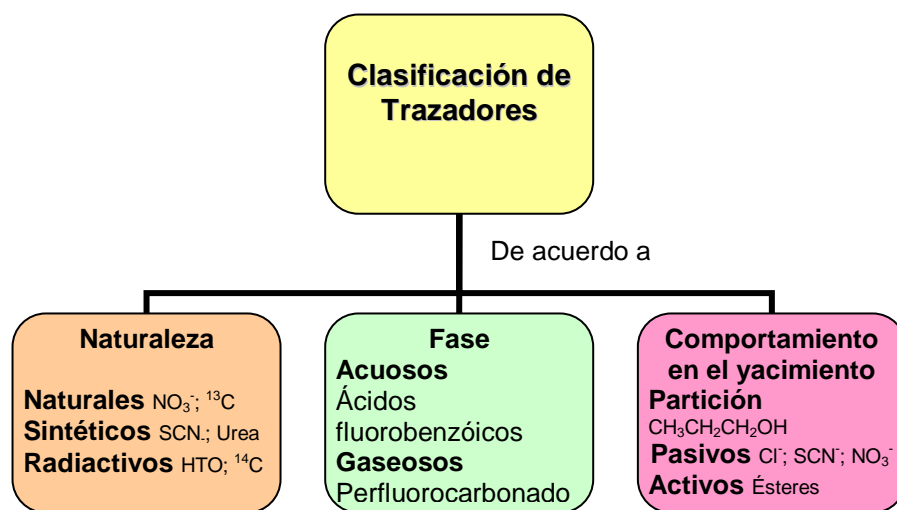 Clasificación de
Trazadores
De acuerdo a
Naturaleza
Naturales NO₃⁻; ¹³C
Sintéticos SCN.; Urea
Radiactivos HTO; ¹⁴C
Fase
Acuosos
Ácidos
fluorobenzóicos
Gaseosos
Perfluorocarbonado
Comportamiento
en el yacimiento
Partición
CH₃CH₂CH₂OH
Pasivos Cl⁻; SCN⁻; NO₃⁻
Activos Ésteres